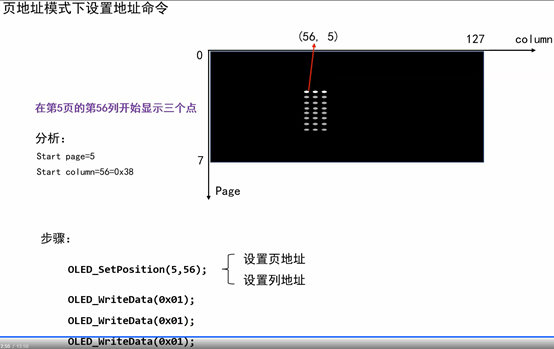 页地址模式下设置地址命令
(56, 5)
127
column
0
在第5页的第56列开始显示三个点
分析：
Start page=5
Start column=56=0x38
7
Page
步骤：
OLED_SetPosition(5,56);
设置页地址
设置列地址
OLED_WriteData(0x01);
OLED_WriteData(0x01);
OLED_WriteData(0x01);